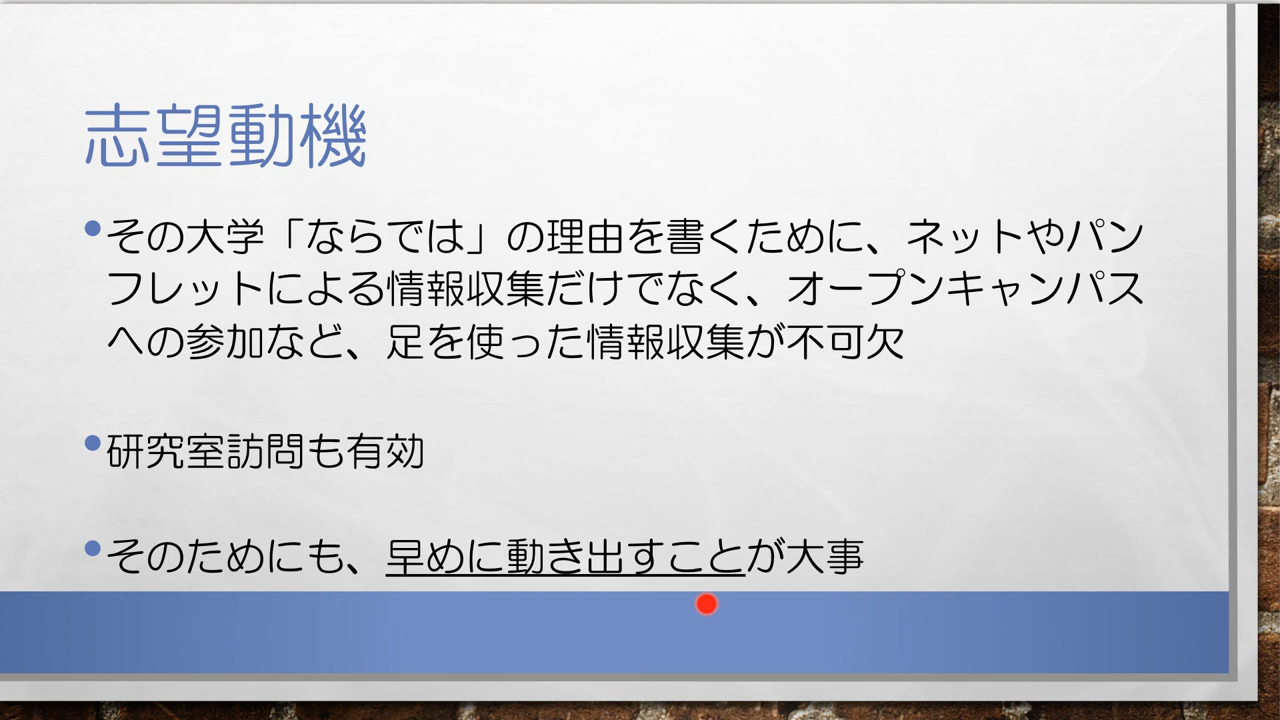 志望動機
•その大学「ならでは」の理由を書くために、ネットやパン
フレットによる情報収集だけでなく、オープンキャンパス
への参加など、足を使った情報収集が不可欠
•研究室訪問も有効
•そのためにも、早めに動き出すことが大事